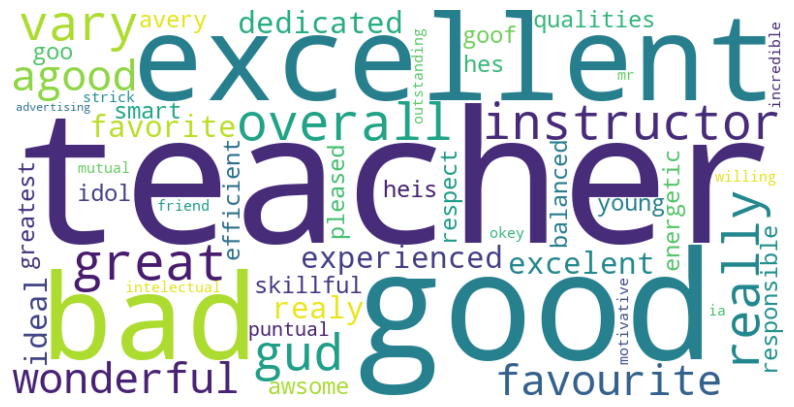 vary
avery
dedicated
excellent
goof
qualities
goo
hes
mr
agood
outstanding
incredible
advertising
strick
smart
favorite
overall
instructor
teacher
greatest
mutual
idol
friend
efficient
pleased
heis
respect
okey
balanced
young
energetic
willing
really
responsible
great
experienced
excelent
bad
intelectual
skillful
realy
good
motivative
ia
ideal
puntual
gud
wonderful
awsome
favourite